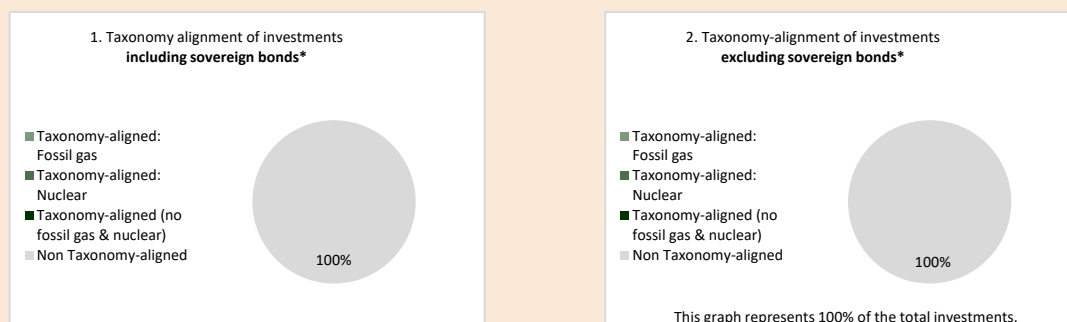 1. Taxonomy alignment of investments
including sovereign bonds*
Taxonomy-aligned:
Fossil gas
Taxonomy-aligned:
Nuclear
Taxonomy-aligned (no
fossil gas & nuclear)
Non Taxonomy-aligned
100%
2. Taxonomy-alignment of investments
excluding sovereign bonds*
Taxonomy-aligned:
Fossil gas
Taxonomy-aligned:
Nuclear
Taxonomy-aligned (no
fossil gas & nuclear)
Non Taxonomy-aligned
100%
This graph represents 100% of the total investments.